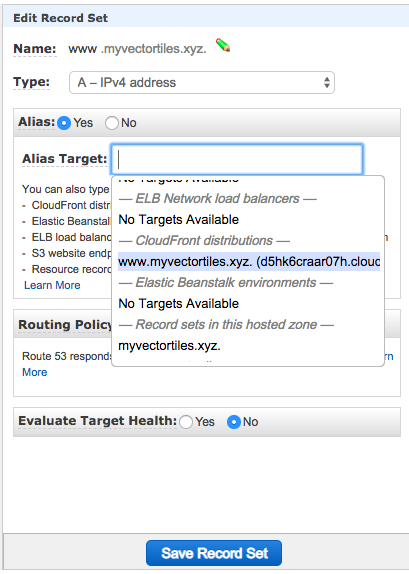 Edit Record Set
Name: www .myvectortiles.xyz.
Type: A – IPv4 address
Alias: Yes No
Alias Target:
No Targets Available
You can also type
— ELB Network load balancers —
- CloudFront distr
- Elastic Beanstalk No Targets Available
- ELB load balanc — CloudFront distributions —
- S3 website endp www.myvectortiles.xyz. (d5hk6craar07h.cloud
- Resource record — Elastic Beanstalk environments —
Learn More
No Targets Available
Routing Policy — Record sets in this hosted zone —
Route 53 responds myvectortiles.xyz.
More
Evaluate Target Health: Yes No
Save Record Set